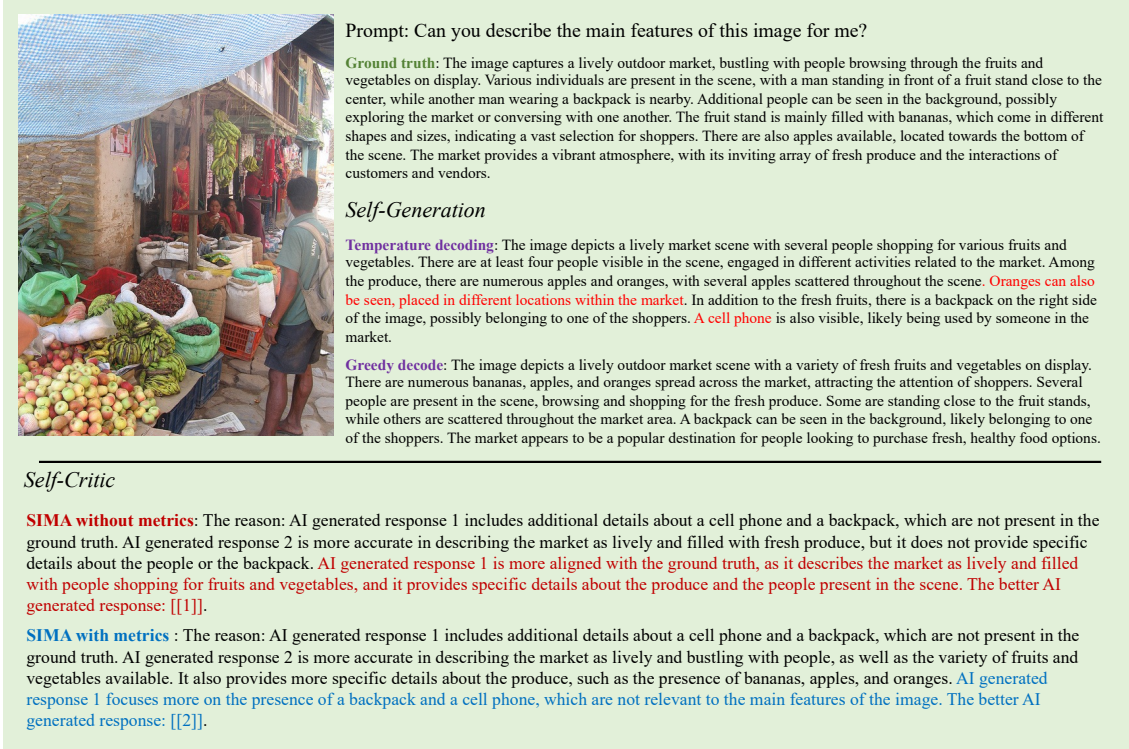 Prompt: Can you describe the main features of this image for me?
Ground truth: The image captures a lively outdoor market, bustling with people browsing through the fruits and
vegetables on display. Various individuals are present in the scene, with a man standing in front of a fruit stand close to the
center, while another man wearing a backpack is nearby. Additional people can be seen in the background, possibly
exploring the market or conversing with one another. The fruit stand is mainly filled with bananas, which come in different
shapes and sizes, indicating a vast selection for shoppers. There are also apples available, located towards the bottom of
the scene. The market provides a vibrant atmosphere, with its inviting array of fresh produce and the interactions of
customers and vendors.
Self-Generation
Temperature decoding: The image depicts a lively market scene with several people shopping for various fruits and
vegetables. There are at least four people visible in the scene, engaged in different activities related to the market. Among
the produce, there are numerous apples and oranges, with several apples scattered throughout the scene. Oranges can also
be seen, placed in different locations within the market. In addition to the fresh fruits, there is a backpack on the right side
of the image, possibly belonging to one of the shoppers. A cell phone is also visible, likely being used by someone in the
market.
Greedy decode: The image depicts a lively outdoor market scene with a variety of fresh fruits and vegetables on display.
There are numerous bananas, apples, and oranges spread across the market, attracting the attention of shoppers. Several
people are present in the scene, browsing and shopping for the fresh produce. Some are standing close to the fruit stands,
while others are scattered throughout the market area. A backpack can be seen in the background, likely belonging to one
of the shoppers. The market appears to be a popular destination for people looking to purchase fresh, healthy food options.
Self-Critic
SIMA without metrics: The reason: AI generated response 1 includes additional details about a cell phone and a backpack, which are not present in the
ground truth. AI generated response 2 is more accurate in describing the market as lively and filled with fresh produce, but it does not provide specific
details about the people or the backpack. AI generated response 1 is more aligned with the ground truth, as it describes the market as lively and filled
with people shopping for fruits and vegetables, and it provides specific details about the produce and the people present in the scene. The better AI
generated response: [[1]].
SIMA with metrics : The reason: AI generated response 1 includes additional details about a cell phone and a backpack, which are not present in the
ground truth. AI generated response 2 is more accurate in describing the market as lively and bustling with people, as well as the variety of fruits and
vegetables available. It also provides more specific details about the produce, such as the presence of bananas, apples, and oranges. AI generated
response 1 focuses more on the presence of a backpack and a cell phone, which are not relevant to the main features of the image. The better AI
generated response: [[2]].